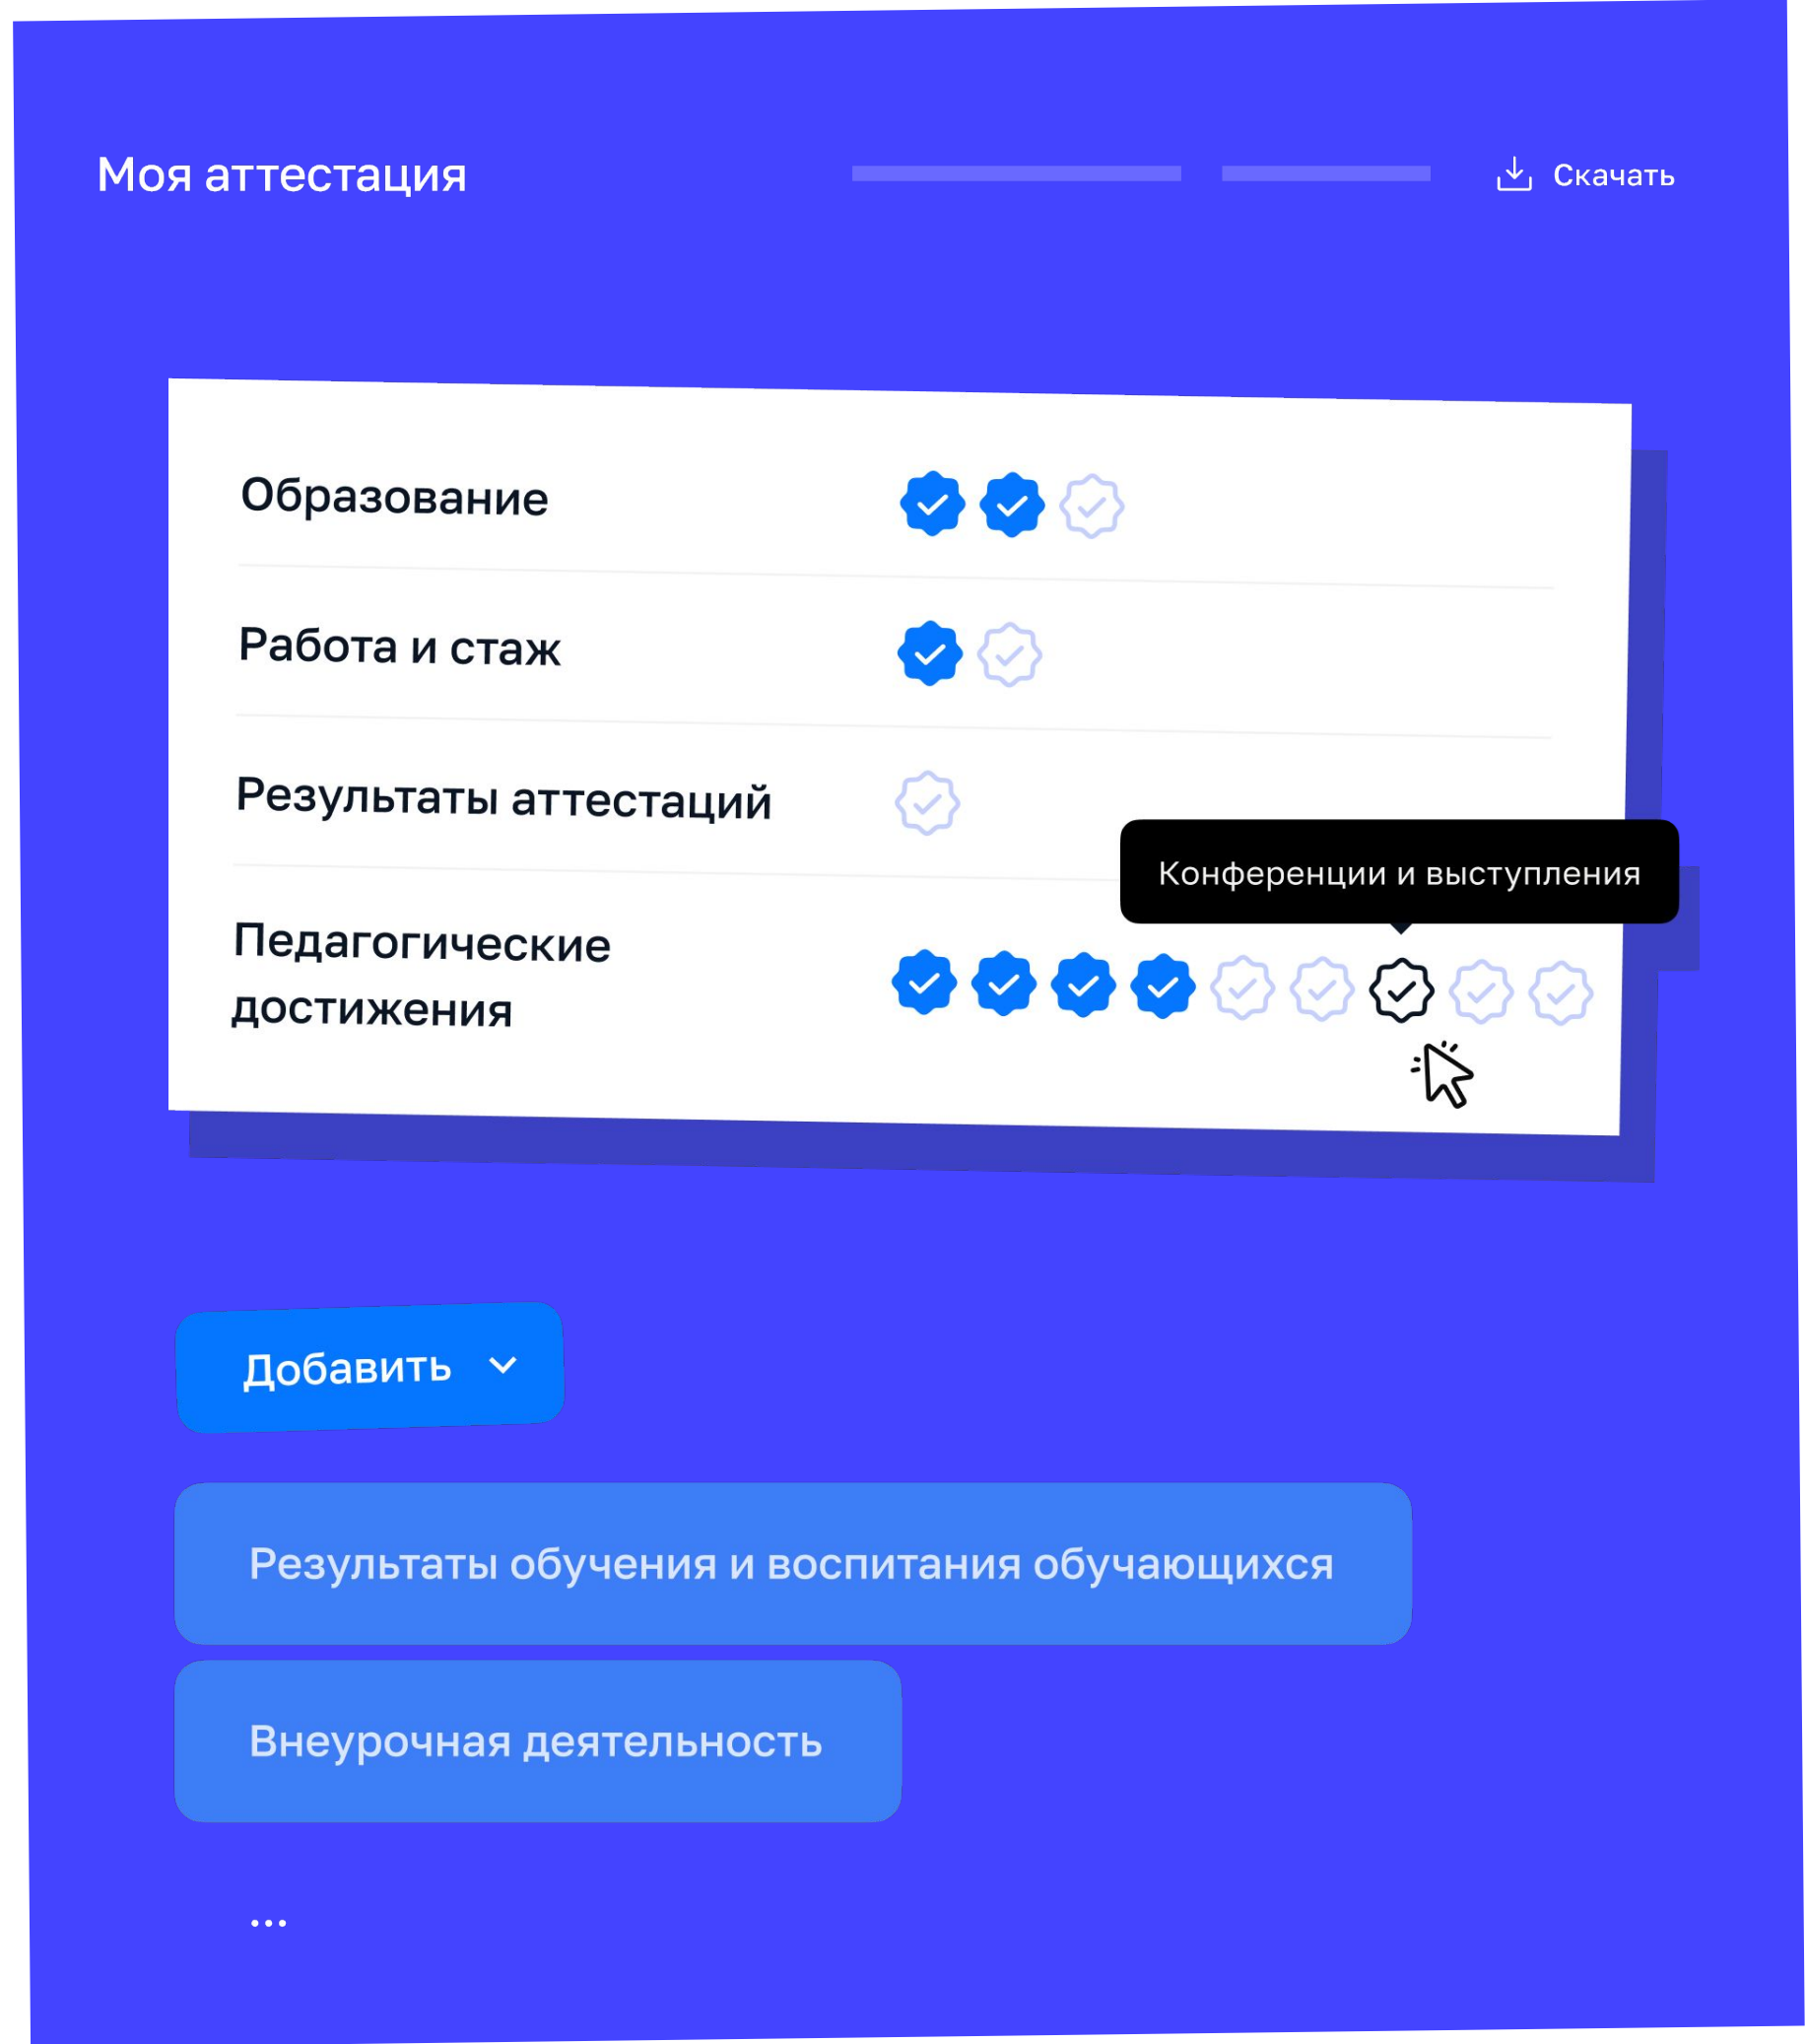 Моя аттестация
Скачать
Образование
Работа и стаж
Результаты аттестаций
Конференции и выступления
Педагогические
достижения
Добавить
Результаты обучения и воспитания обучающихся
Внеурочная деятельность
...